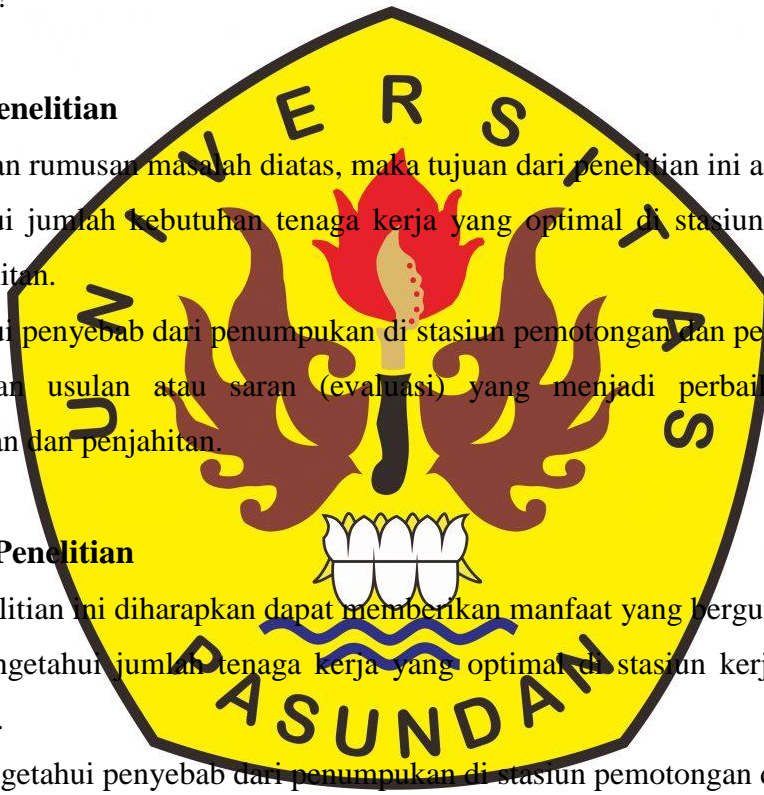 enelitian
an rumusan masalah diatas, maka tujuan dari penelitian ini a
ui jumlah kebutuhan tenaga kerja yang optimal di stasiun
itan.
ui penyebab dari penumpukan di stasiun pemotongan dan pe
an usulan atau saran (evaluasi) yang menjadi perbaik
an dan penjahitan.
Penelitian
litian ini diharapkan dapat memberikan manfaat yang bergu
ngetahui jumlah tenaga kerja yang optimal di stasiun kerj
.
ngetahui penyebab dari penumpukan di stasiun pemotongan d
UNIVERSITAS
PASUNDAN